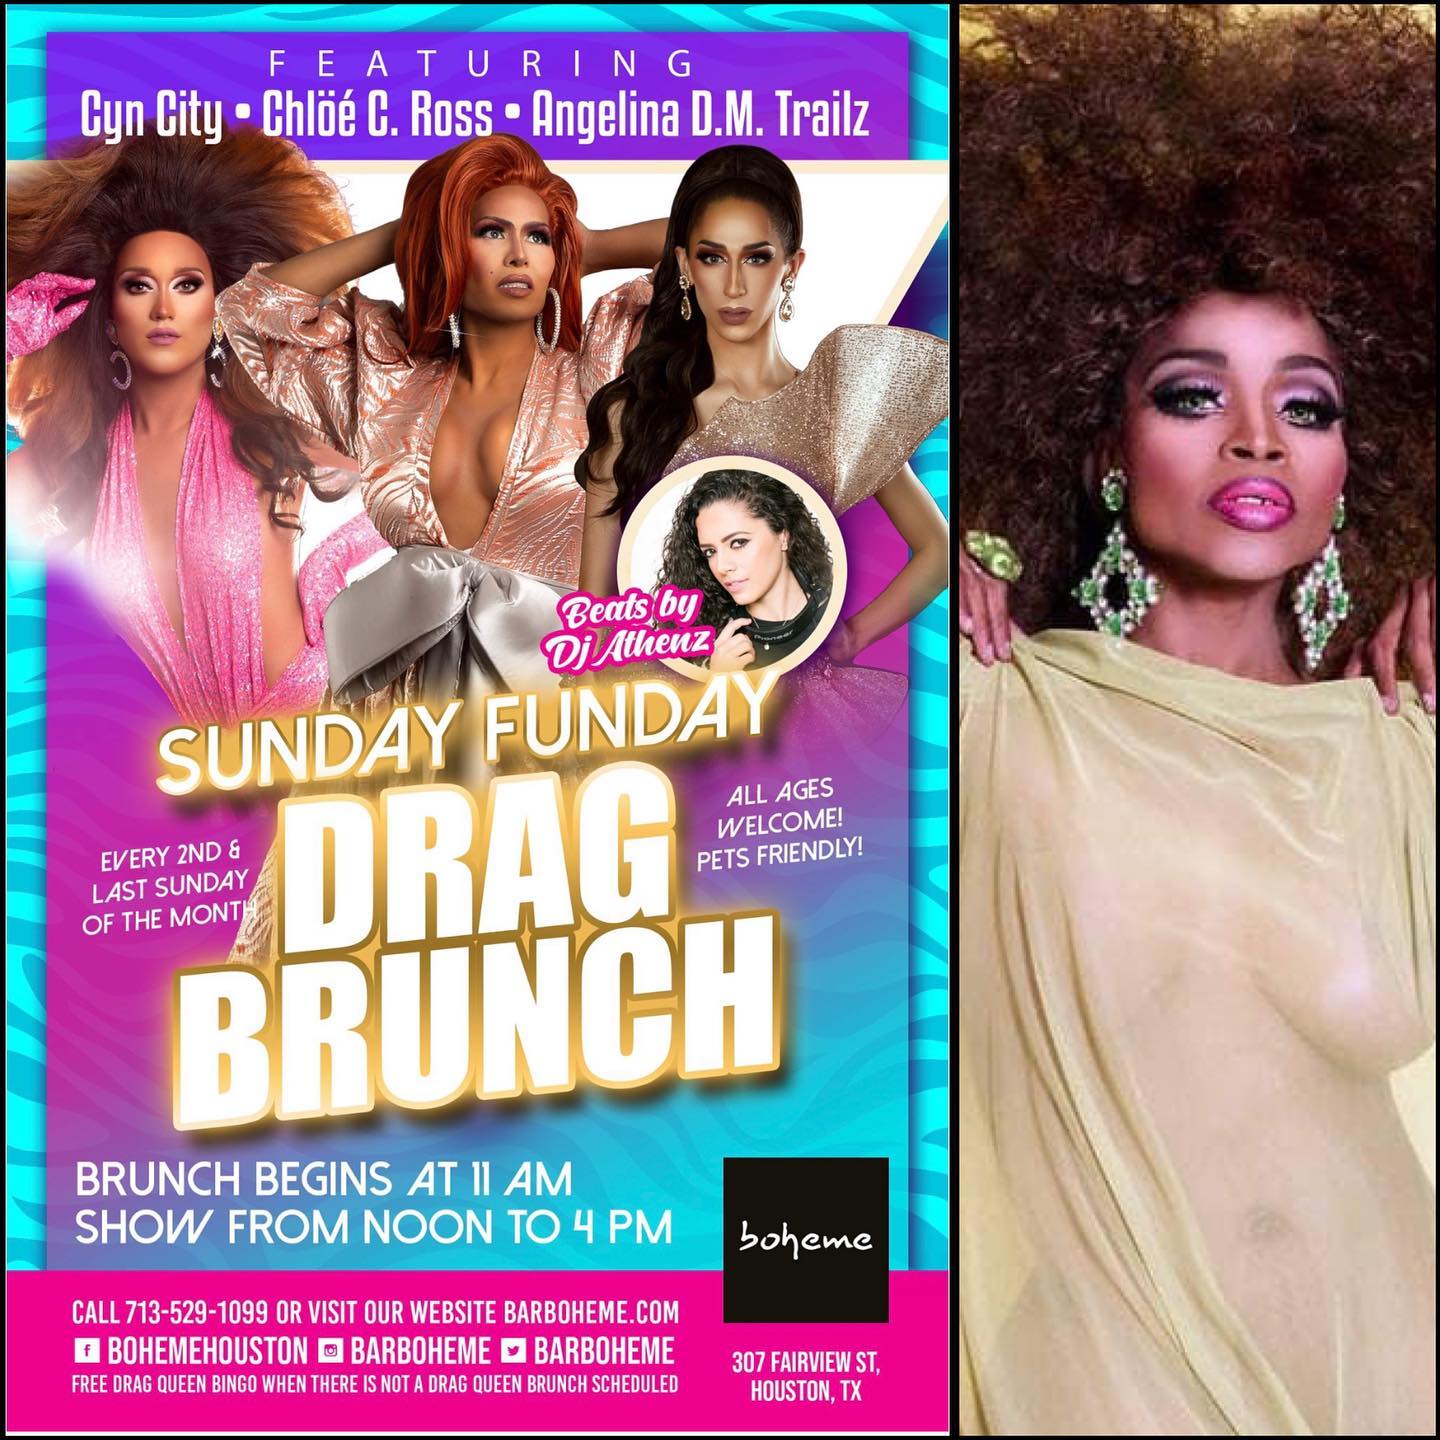 FEATURING
Cyn City • Chlöé C. Ross • Angelina D.M. Trailz
Pioneer
Beats by
Dj Athenz
SUNDAY FUNDAY
DRAG
BRUNCH
EVERY 2ND &
LAST SUNDAY
OF THE MONTH
ALL AGES
WELCOME!
PETS FRIENDLY!
BRUNCH BEGINS AT 11 AM
SHOW FROM NOON TO 4 PM
boheme
CALL 713-529-1099 OR VISIT OUR WEBSITE BARBOHEME.COM
f BOHEMEHOUSTON BARBOHEME BARBOHEME
FREE DRAG QUEEN BINGO WHEN THERE IS NOT A DRAG QUEEN BRUNCH SCHEDULED
307 FAIRVIEW ST,
HOUSTON, TX